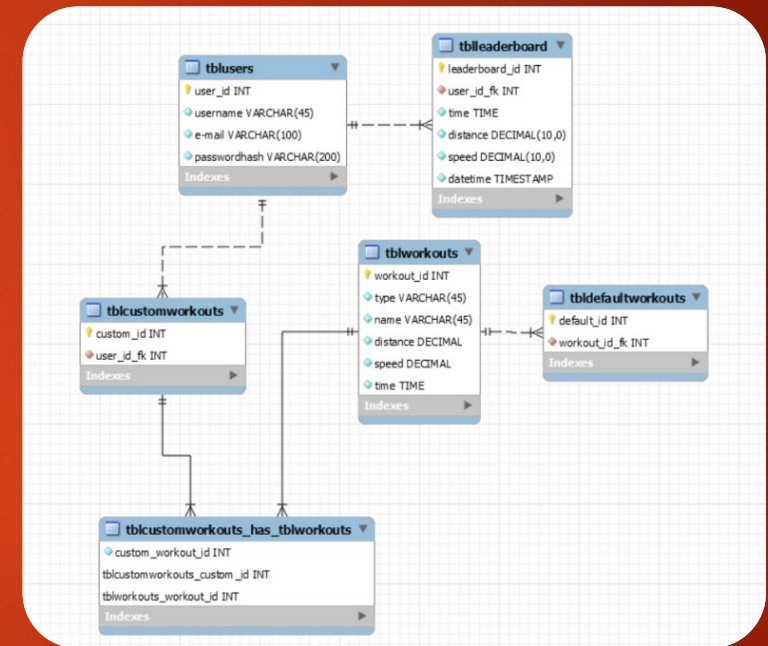 tblusers
user_id INT
username VARCHAR(45)
e-mail VARCHAR(100)
passwordhash VARCHAR(200)
Indexes
tblleaderboard
leaderboard_id INT
user_id_fk INT
time TIME
distance DECIMAL(10,0)
speed DECIMAL(10,0)
datetime TIMESTAMP
Indexes
tblworkouts
workout_id INT
type VARCHAR(45)
name VARCHAR(45)
distance DECIMAL
speed DECIMAL
time TIME
Indexes
tbldefaultworkouts
default_id INT
workout_id_fk INT
Indexes
tblcustomworkouts
custom_id INT
user_id_fk INT
Indexes
tblcustomworkouts_has_tblworkouts
custom_workout_id INT
tblcustomworkouts_custom_id INT
tblworkouts_workout_id INT
Indexes